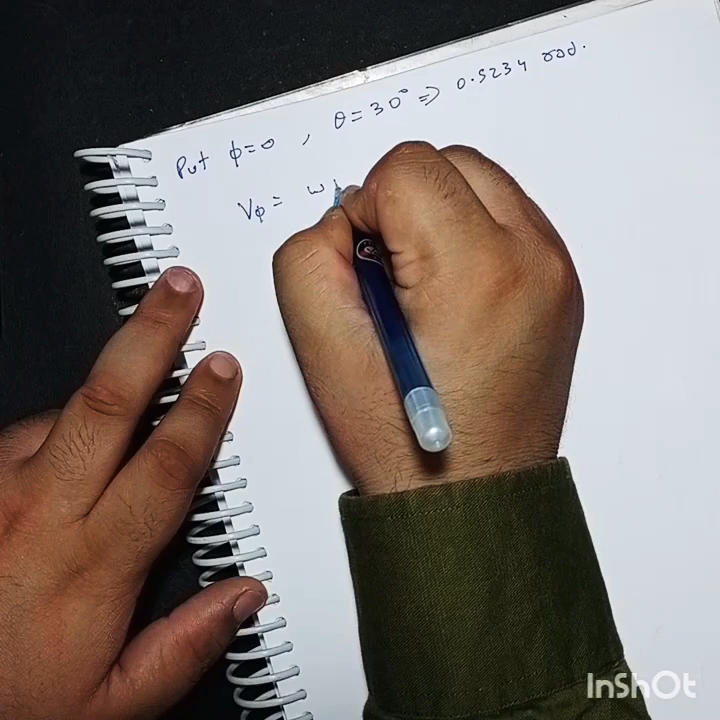 Put φ=0 , θ=30° => 0.5234 rad.
Vφ = w
InShOt